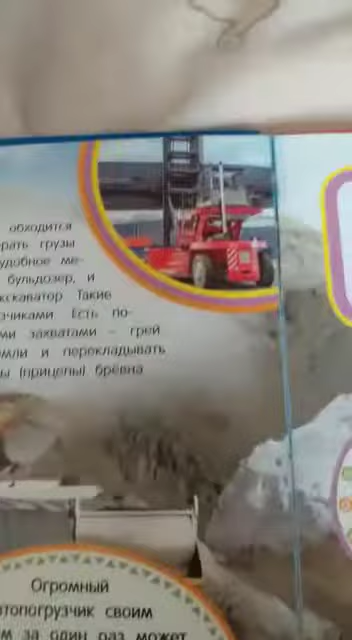 обходится
рать грузы
удобное ме-
бульдозер, и
кскаватор Такие
зчиками Есть по-
ми захватами – грей
емли и перекладывать
ы (прицепы) брёвна
Огромный
втопогрузчик своим
м за один раз может